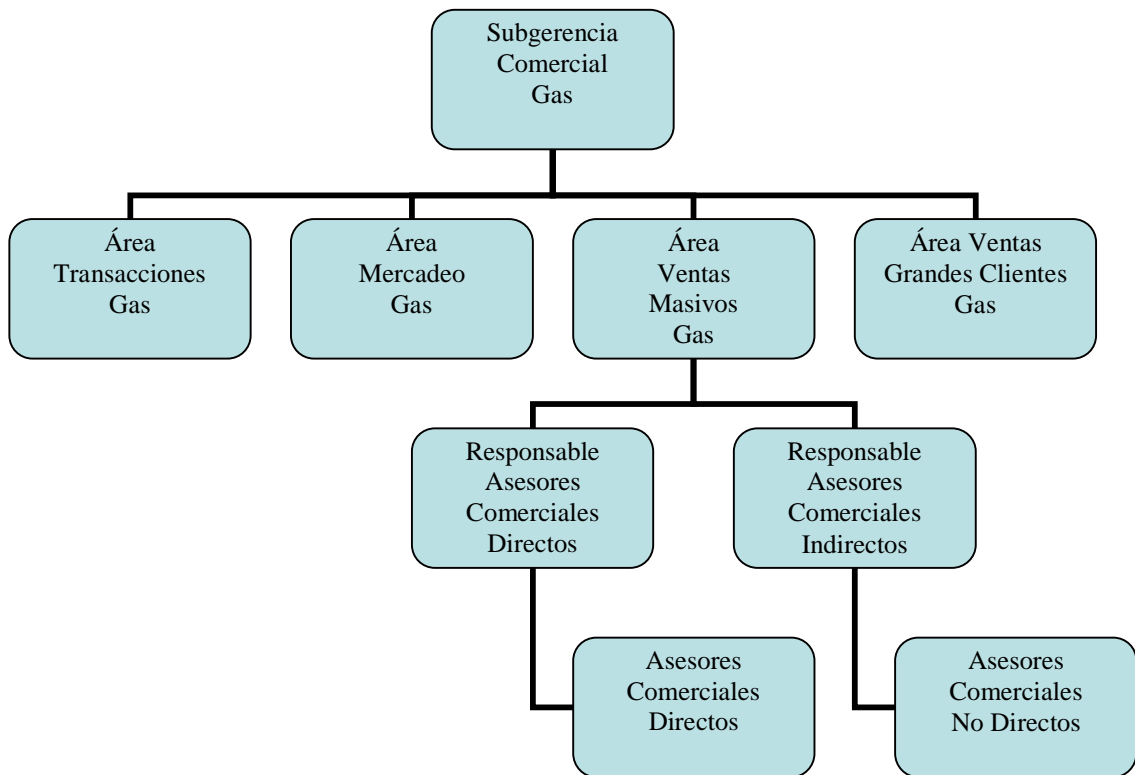 Subgerencia
Comercial
Gas
Área
Transacciones
Gas
Área
Mercadeo
Gas
Área
Ventas
Masivos
Gas
Área Ventas
Grandes Clientes
Gas
Responsable
Asesores
Comerciales
Directos
Responsable
Asesores
Comerciales
Indirectos
Asesores
Comerciales
Directos
Asesores
Comerciales
No Directos